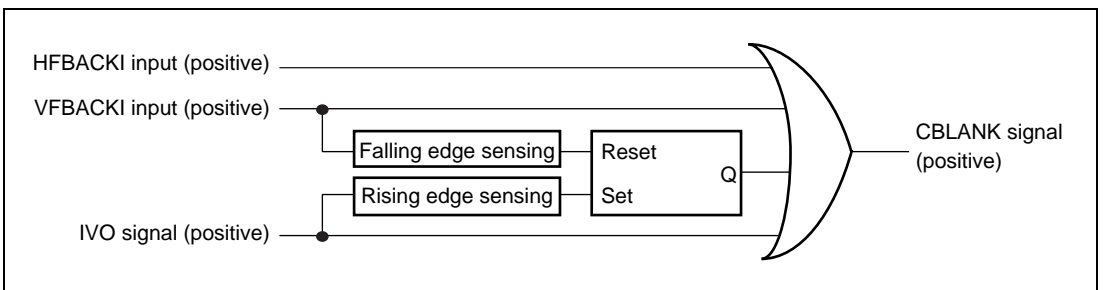 HFBACKI input (positive)
VFBACKI input (positive)
Falling edge sensing
Reset
Q
CBLANK signal
(positive)
Rising edge sensing
Set
IVO signal (positive)